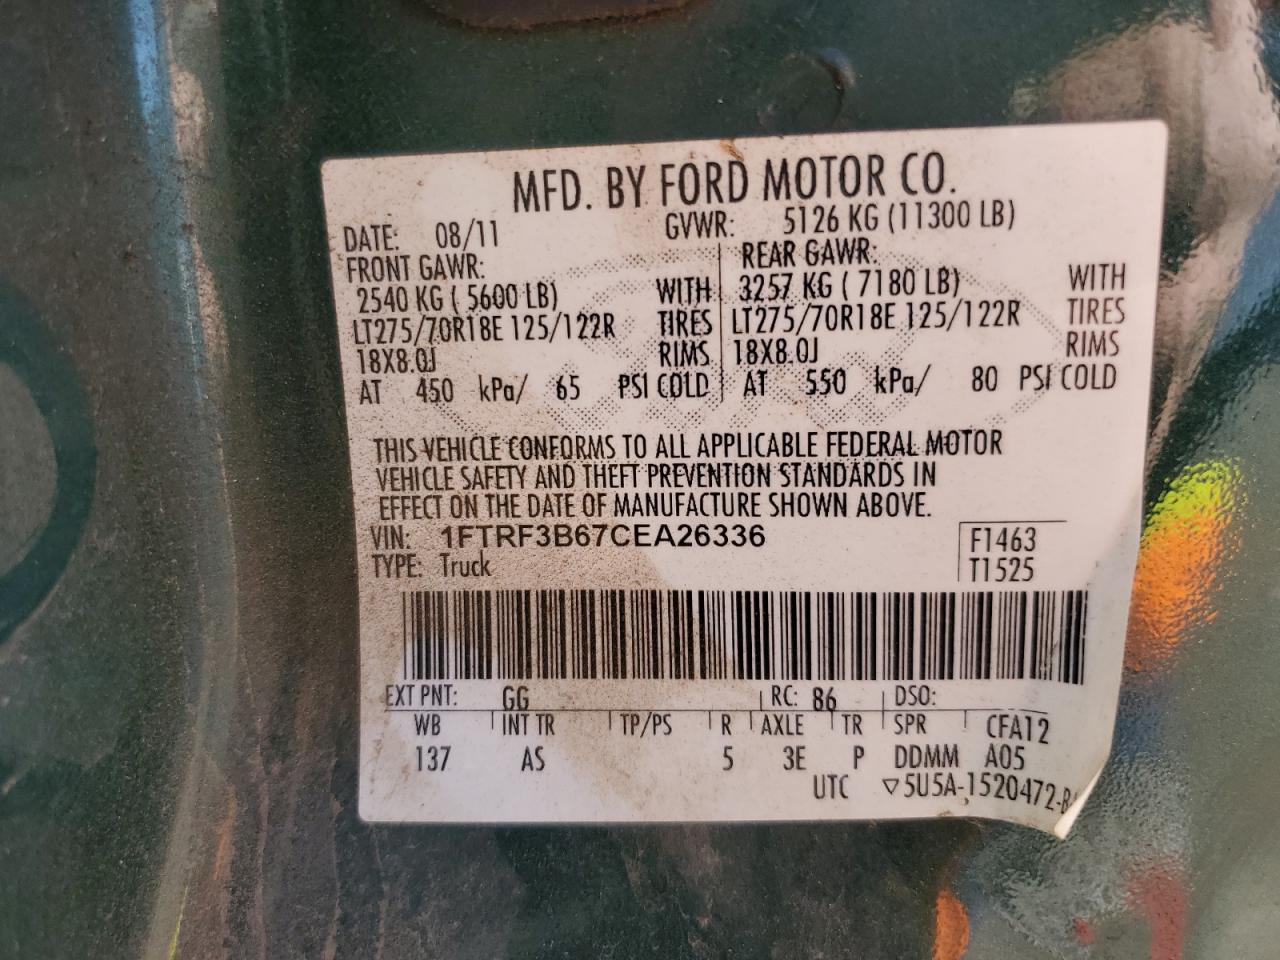 MFD. BY FORD MOTOR CO.
DATE: 08/11 GVWR: 5126 KG (11300 LB)
FRONT GAWR: REAR GAWR:
2540 KG ( 5600 LB) WITH 3257 KG ( 7180 LB) WITH
LT275/70R18E 125/122R TIRES LT275/70R18E 125/122R TIRES
18X8.0J RIMS 18X8.0J RIMS
AT 450 kPa/ 65 PSI COLD AT 550 kPa/ 80 PSI COLD
THIS VEHICLE CONFORMS TO ALL APPLICABLE FEDERAL MOTOR
VEHICLE SAFETY AND THEFT PREVENTION STANDARDS IN
EFFECT ON THE DATE OF MANUFACTURE SHOWN ABOVE.
VIN: 1FTRF3B67CEA26336 F1463
TYPE: Truck T1525
EXT PNT: GG RC: 86 DSO:
WB INT TR TP/PS R AXLE TR SPR CFA12
137 AS 5 3E P DDMM A05
UTC ▽5U5A-1520472-